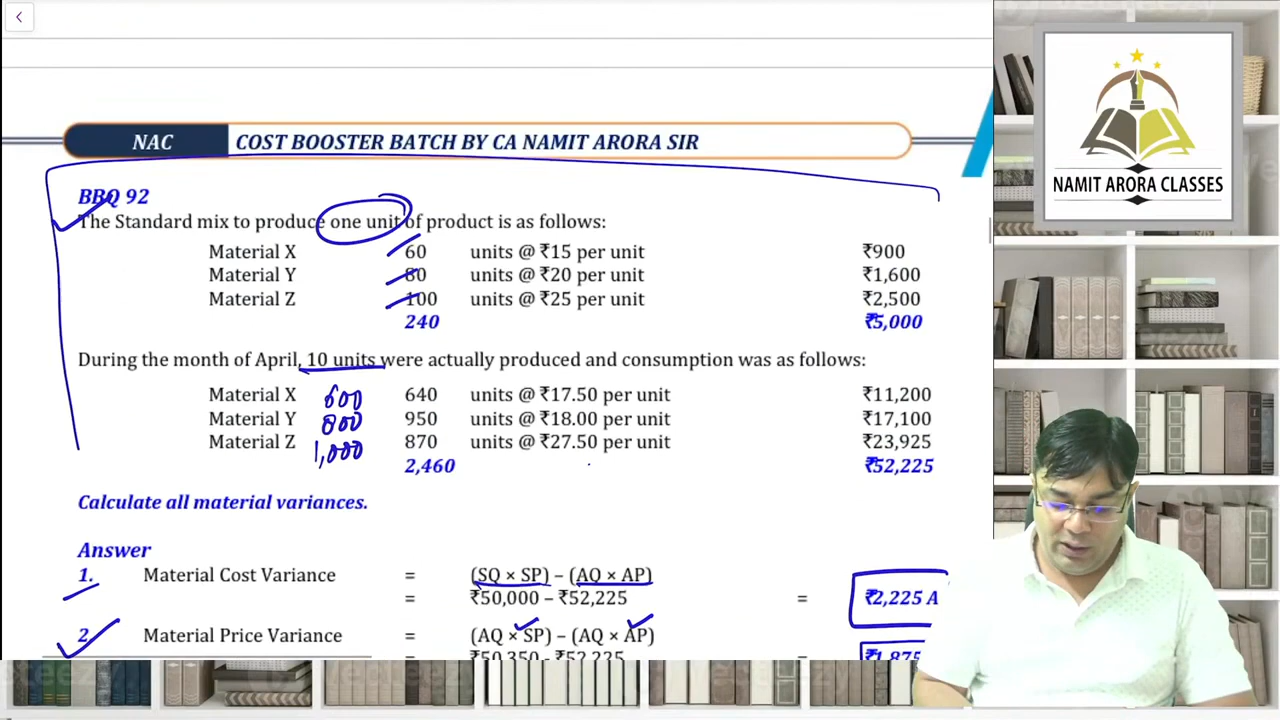 NAC COST BOOSTER BATCH BY CA NAMIT ARORA SIR
NAMIT ARORA CLASSES
BBQ 92
The Standard mix to produce one unit of product is as follows:
Material X 60 units @ ₹15 per unit ₹900
Material Y 80 units @ ₹20 per unit ₹1,600
Material Z 100 units @ ₹25 per unit ₹2,500
240 ₹5,000
During the month of April, 10 units were actually produced and consumption was as follows:
Material X 600 640 units @ ₹17.50 per unit ₹11,200
Material Y 800 950 units @ ₹18.00 per unit ₹17,100
Material Z 1,000 870 units @ ₹27.50 per unit ₹23,925
2,460 ₹52,225
Calculate all material variances.
Answer
1. Material Cost Variance = (SQ × SP) – (AQ × AP)
= ₹50,000 – ₹52,225 = ₹2,225 A
2 Material Price Variance = (AQ × SP) – (AQ × AP)
= ₹50,350 – ₹52,225 = ₹1,875